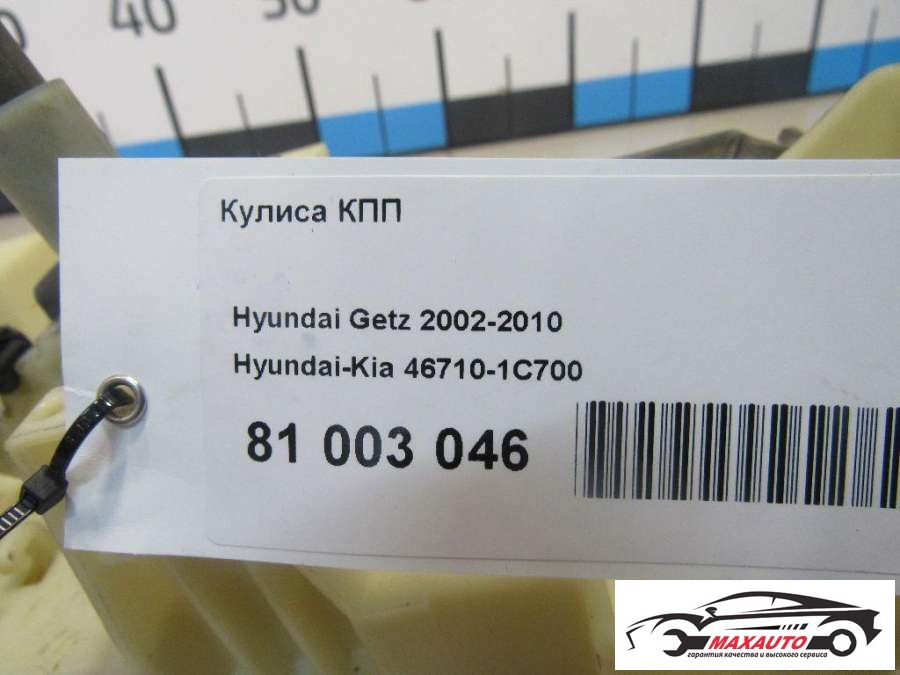 40
Кулиса КПП
Hyundai Getz 2002-2010
Hyundai-Kia 46710-1C700
81 003 046
MAXAUTO
гарантия качества и высокого сервиса